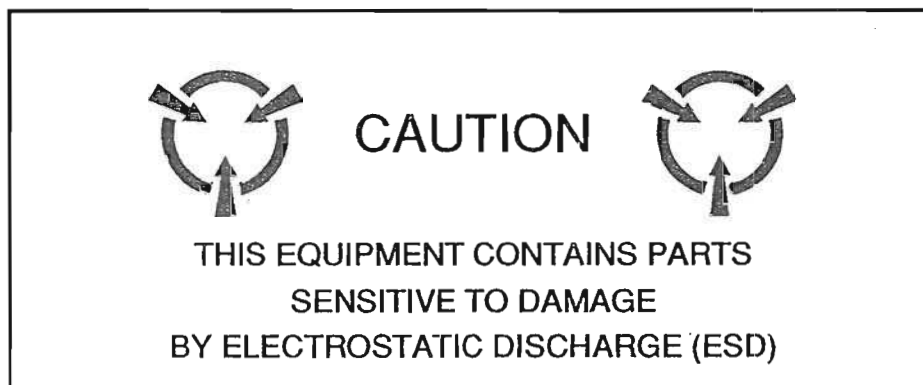 CAUTION
THIS EQUIPMENT CONTAINS PARTS
SENSITIVE TO DAMAGE
BY ELECTROSTATIC DISCHARGE (ESD)